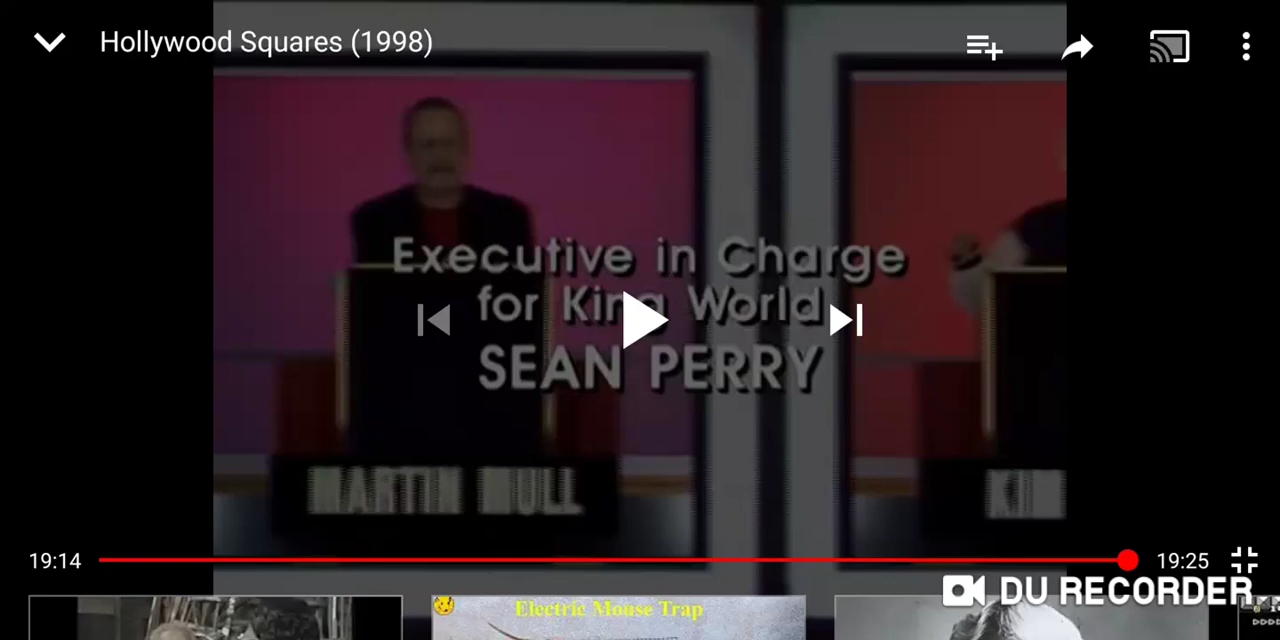 Hollywood Squares (1998)
Executive in Charge
for King World
SEAN PERRY
MARTIN MULL
19:14
19:25
DU RECORDER
Electric Mouse Trap